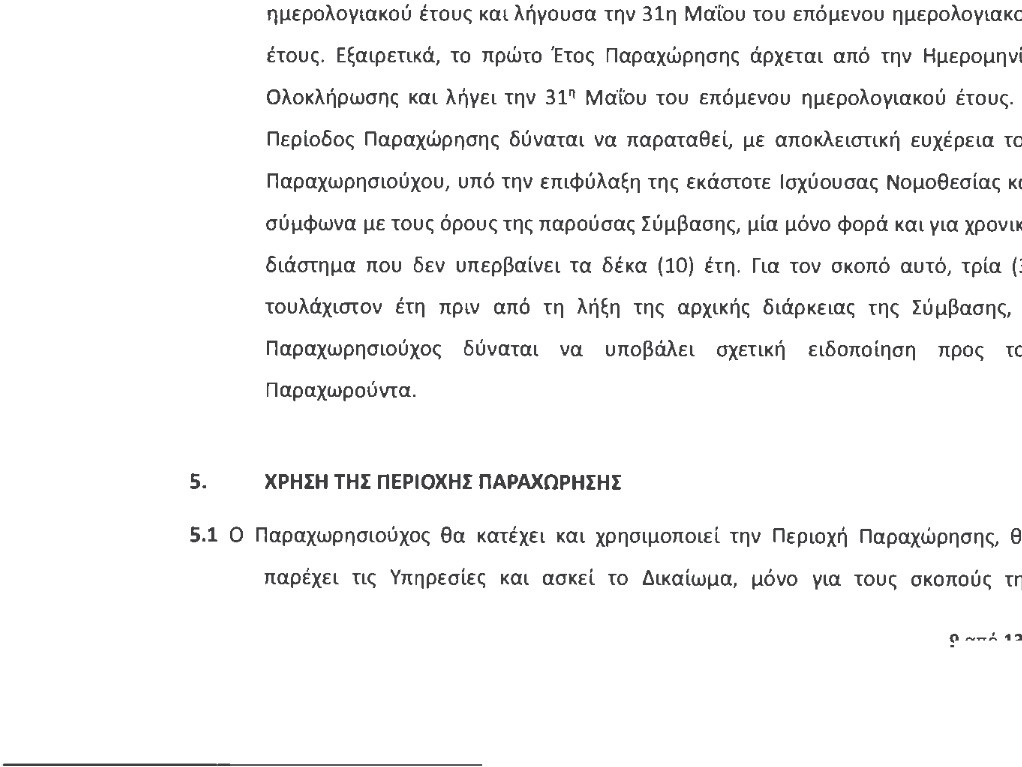 ημερολογιακού έτους και λήγουσα την 31η Μαΐου του επόμενου ημερολογιακο
έτους. Εξαιρετικά, το πρώτο Έτος Παραχώρησης άρχεται από την Ημερομηνί
Ολοκλήρωσης και λήγει την 31η Μαΐου του επόμενου ημερολογιακού έτους.
Περίοδος Παραχώρησης δύναται να παραταθεί, με αποκλειστική ευχέρεια το
Παραχωρησιούχου, υπό την επιφύλαξη της εκάστοτε Ισχύουσας Νομοθεσίας κα
σύμφωνα με τους όρους της παρούσας Σύμβασης, μία μόνο φορά και για χρονικ
διάστημα που δεν υπερβαίνει τα δέκα (10) έτη. Για τον σκοπό αυτό, τρία (3
τουλάχιστον έτη πριν από τη λήξη της αρχικής διάρκειας της Σύμβασης,
Παραχωρησιούχος δύναται να υποβάλει σχετική ειδοποίηση προς το
Παραχωρούντα.
5. ΧΡΗΣΗ ΤΗΣ ΠΕΡΙΟΧΗΣ ΠΑΡΑΧΩΡΗΣΗΣ
5.1 Ο Παραχωρησιούχος θα κατέχει και χρησιμοποιεί την Περιοχή Παραχώρησης, θ
παρέχει τις Υπηρεσίες και ασκεί το Δικαίωμα, μόνο για τους σκοπούς τη
9 από 13